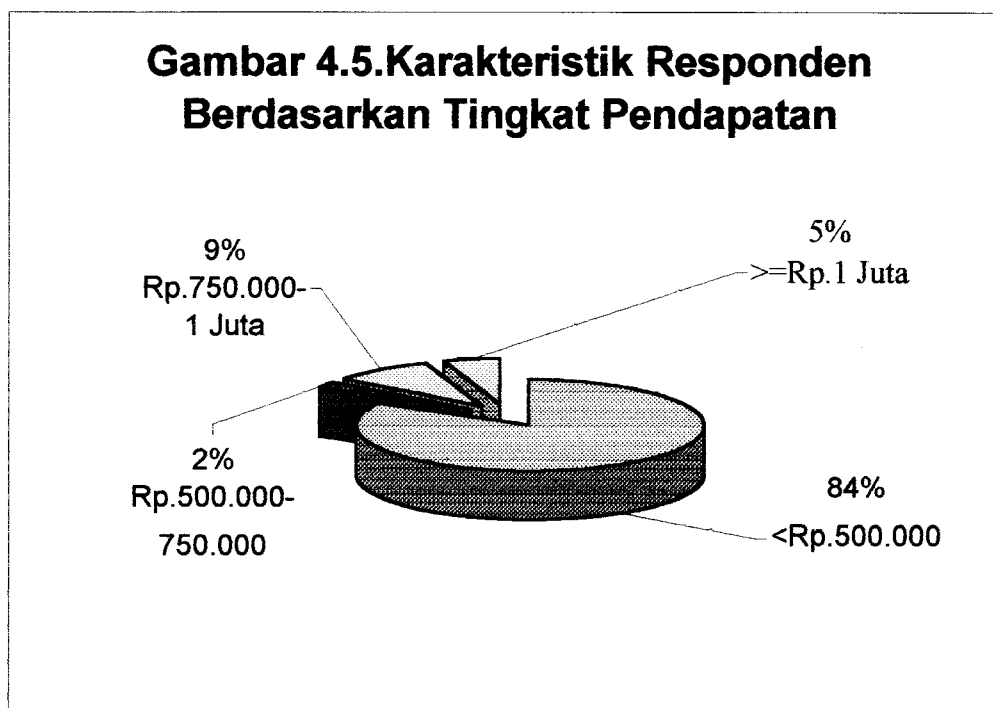 Gambar 4.5.Karakteristik Responden
Berdasarkan Tingkat Pendapatan
9%
Rp.750.000-
1 Juta
5%
>=Rp.1 Juta
2%
Rp.500.000-
750.000
84%
<Rp.500.000